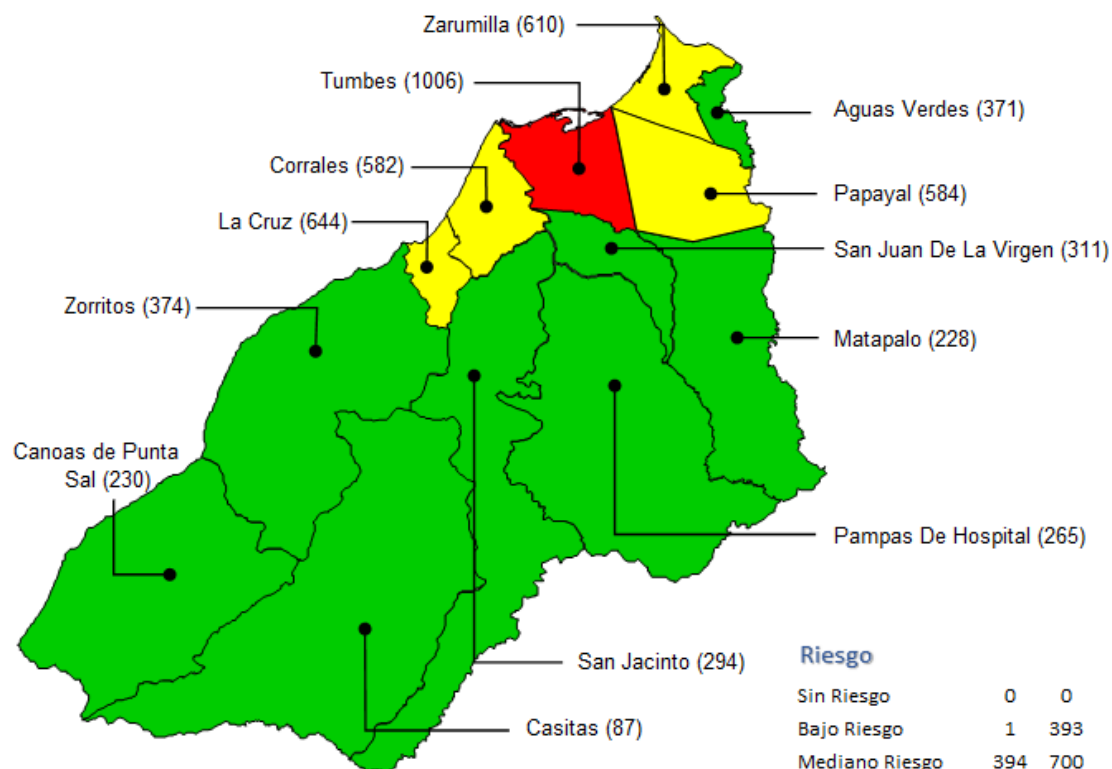 Zarumilla (610)
Tumbes (1006)
Aguas Verdes (371)
Corrales (582)
Papayal (584)
La Cruz (644)
San Juan De La Virgen (311)
Zorritos (374)
Matapalo (228)
Canoas de Punta
Sal (230)
Pampas De Hospital (265)
San Jacinto (294)
Casitas (87)
Riesgo
Sin Riesgo 0 0
Bajo Riesgo 1 393
Mediano Riesgo 394 700